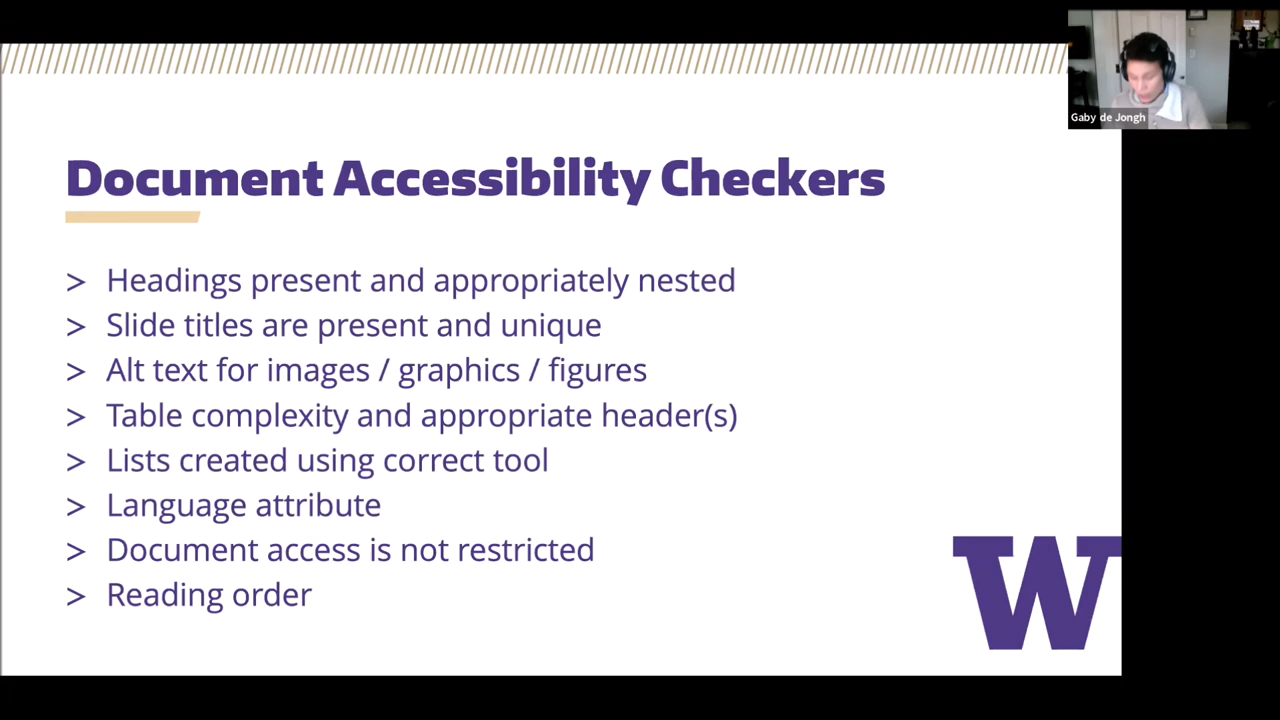 Gaby de Jongh
Document Accessibility Checkers
> Headings present and appropriately nested
> Slide titles are present and unique
> Alt text for images / graphics / figures
> Table complexity and appropriate header(s)
> Lists created using correct tool
> Language attribute
> Document access is not restricted
> Reading order
W